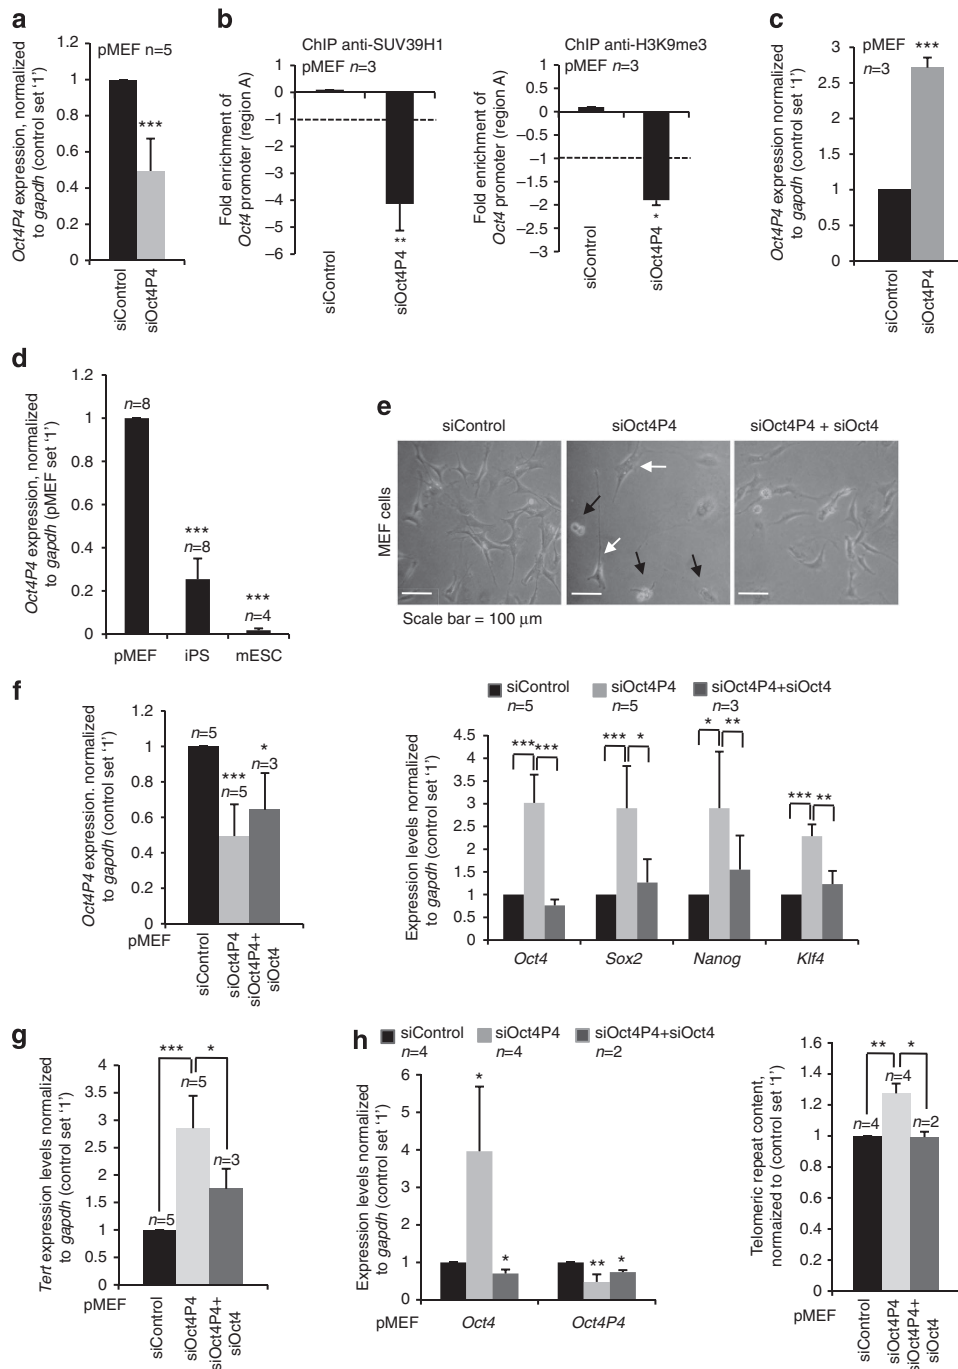 a
Oct4P4 expression, normalized
to gapdh (control set ‘1’)
1.2
1
0.8
0.6
0.4
0.2
0
pMEF n=5
***
siControl
siOct4P4
b
ChIP anti-SUV39H1
pMEF n=3
Fold enrichment of
Oct4 promoter (region A)
1
0
–1
–2
–3
–4
–5
–6
**
siControl
siOct4P4
ChIP anti-H3K9me3
pMEF n=3
Fold enrichment of
Oct4 promoter (region A)
1
0.5
0
–0.5
–1
–1.5
–2
–2.5
–3
*
siControl
siOct4P4
c
Oct4P4 expression normalized
to gapdh (control set ‘1’)
3
2.5
2
1.5
1
0.5
0
pMEF
n=3
***
siControl
siOct4P4
d
Oct4P4 expression, normalized
to gapdh (pMEF set ‘1’)
1.2
1
0.8
0.6
0.4
0.2
0
n=8
***
n=8
***
n=4
pMEF iPS mESC
e
siControl siOct4P4 siOct4P4 + siOct4
MEF cells
Scale bar = 100 μm
f
Oct4P4 expression. normalized
to gapdh (control set ‘1’)
1.2
1
0.8
0.6
0.4
0.2
0
n=5
***
n=5
*
n=3
pMEF
siControl
siOct4P4
siOct4P4+
siOct4
siControl siOct4P4 siOct4P4+siOct4
n=5 n=5 n=3
Expression levels normalized
to gapdh (control set ‘1’)
4.5
4
3.5
3
2.5
2
1.5
1
0.5
0
*** ***
*** *
* **
*** **
Oct4 Sox2 Nanog Klf4
g
Tert expression levels normalized
to gapdh (control set ‘1’)
4
3.5
3
2.5
2
1.5
1
0.5
0
*** *
n=5
n=5
n=3
pMEF
siControl
siOct4P4
siOct4P4+
siOct4
h
siControl siOct4P4 siOct4P4+siOct4
n=4 n=4 n=2
Expression levels normalized
to gapdh (control set ‘1’)
6
5
4
3
2
1
0
*
*
**
*
pMEF Oct4 Oct4P4
Telomeric repeat content,
normalized to (control set ‘1’)
1.6
1.4
1.2
1
0.8
0.6
0.4
0.2
0
** *
n=4
n=4
n=2
pMEF
siControl
siOct4P4
siOct4P4+
siOct4